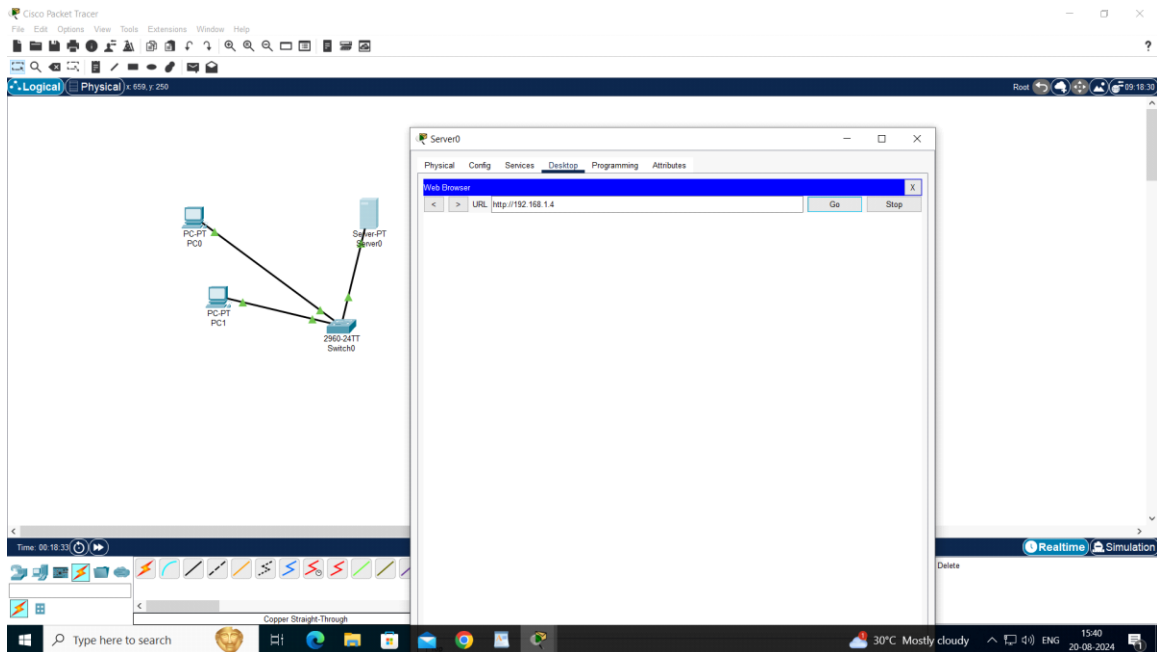 Cisco Packet Tracer
File Edit Options View Tools Extensions Window Help
?
Logical Physical x: 659, y: 250 Root 09:18:30
Server0
Physical Config Services Desktop Programming Attributes
Web Browser X
< > URL http://192.168.1.4 Go Stop
PC-PT
PC0
Server-PT
Server0
PC-PT
PC1
2960-24TT
Switch0
Time: 00:18:33 Realtime Simulation
Delete
Copper Straight-Through
Type here to search 30°C Mostly cloudy ENG 15:40
20-08-2024